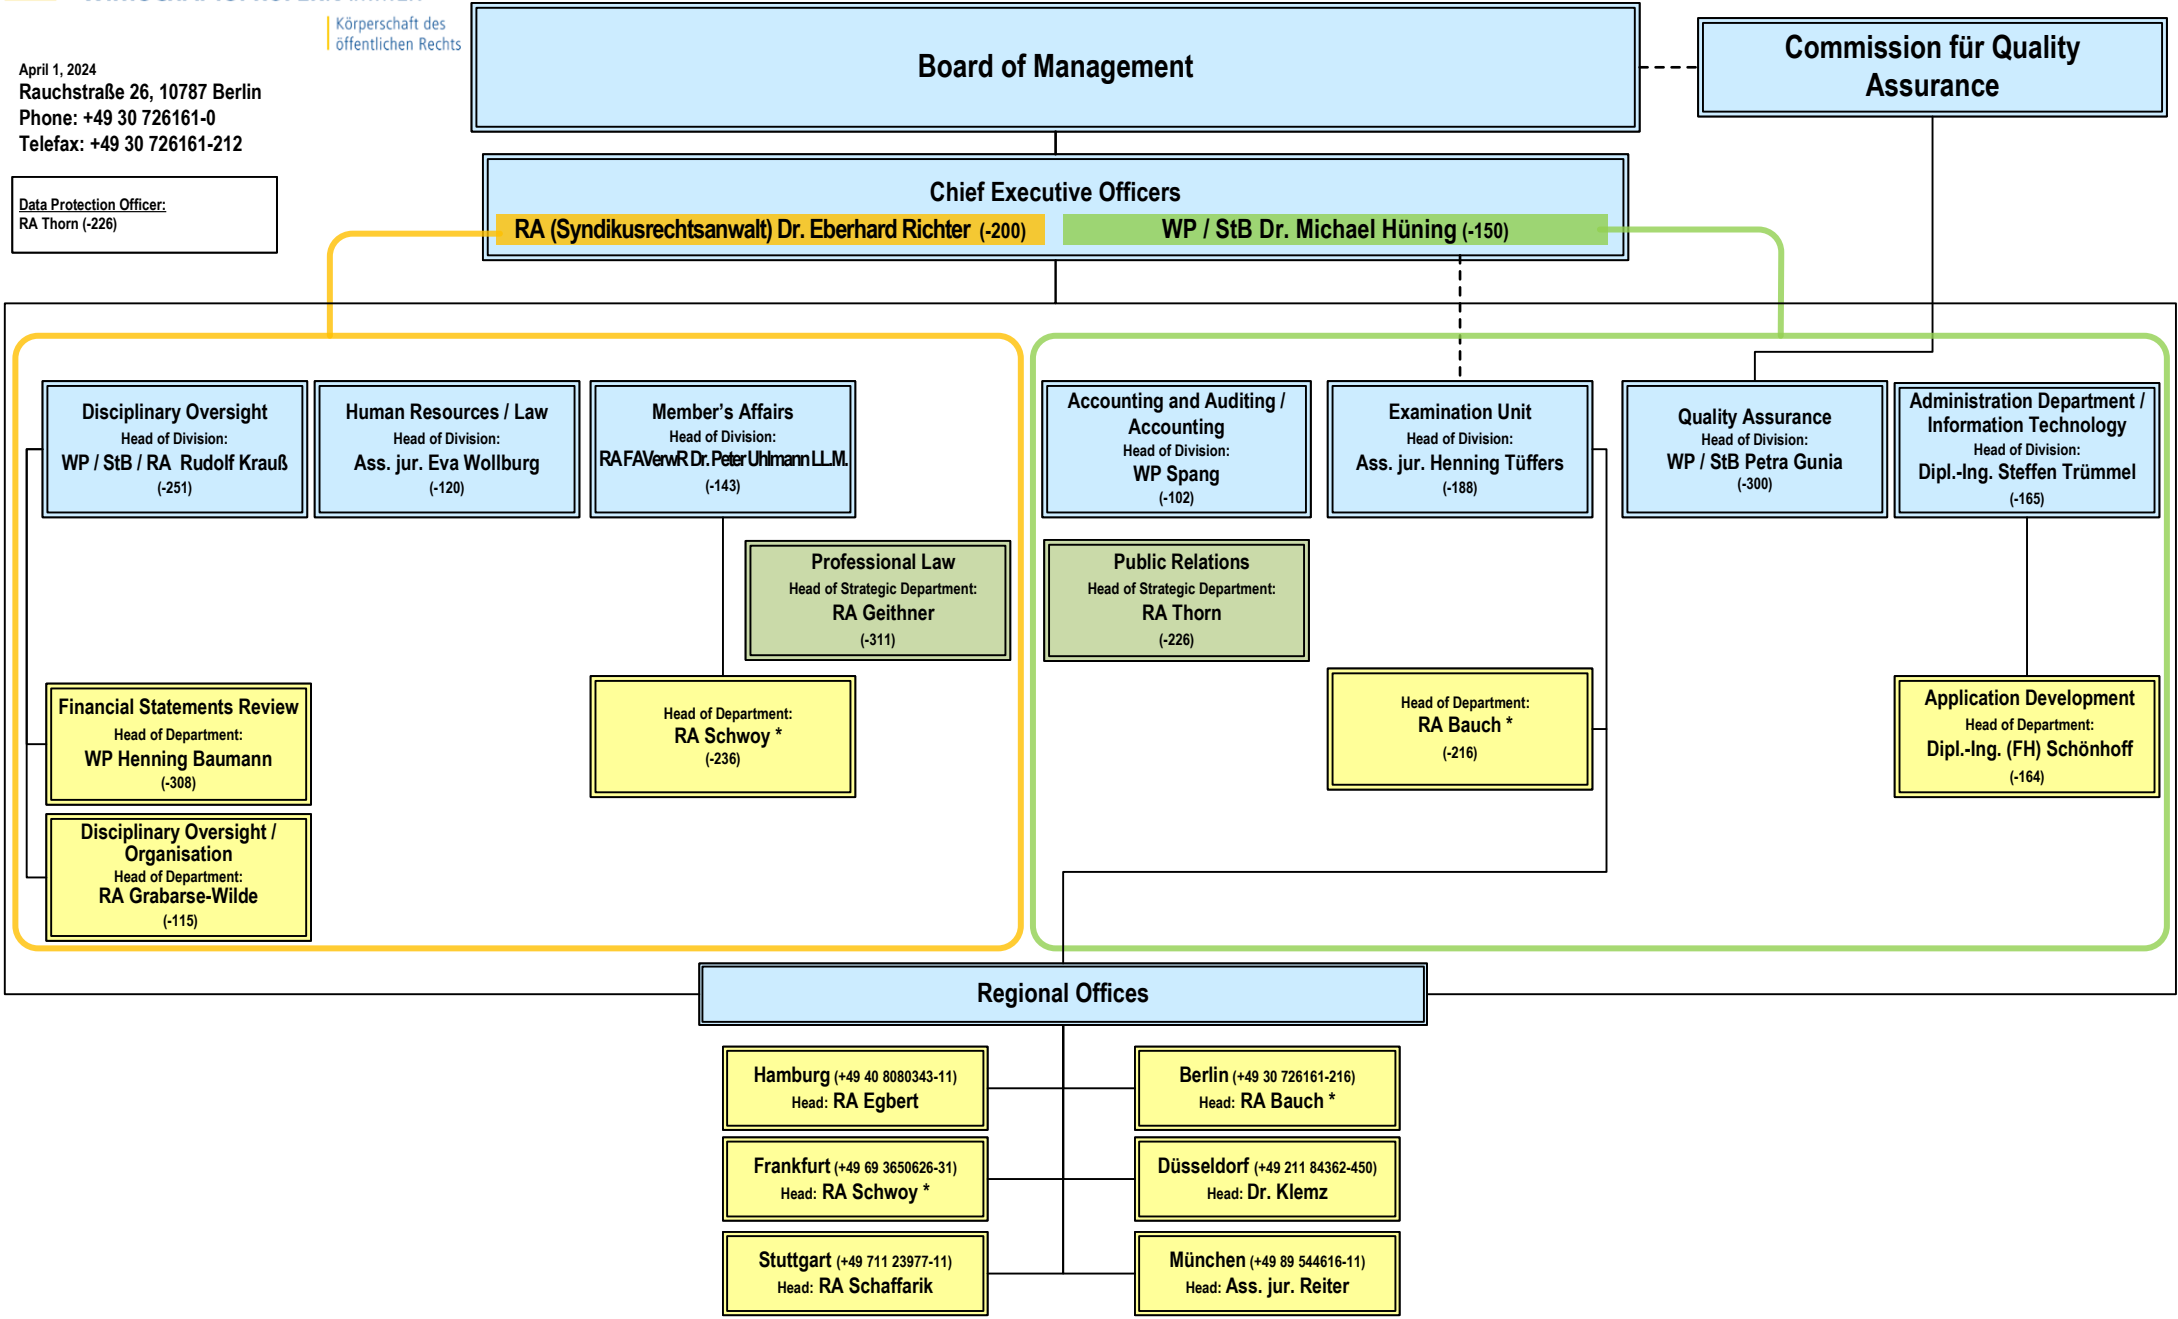 Körperschaft des
öffentlichen Rechts
April 1, 2024
Rauchstraße 26, 10787 Berlin
Phone: +49 30 726161-0
Telefax: +49 30 726161-212
Data Protection Officer:
RA Thorn (-226)
Board of Management
Commission für Quality
Assurance
Chief Executive Officers
RA (Syndikusrechtsanwalt) Dr. Eberhard Richter (-200)
WP / StB Dr. Michael Hüning (-150)
Disciplinary Oversight
Head of Division:
WP / StB / RA Rudolf Krauß
(-251)
Human Resources / Law
Head of Division:
Ass. jur. Eva Wollburg
(-120)
Member's Affairs
Head of Division:
RA FAVerwR Dr. Peter Uhlmann LL.M.
(-143)
Accounting and Auditing /
Accounting
Head of Division:
WP Spang
(-102)
Examination Unit
Head of Division:
Ass. jur. Henning Tüffers
(-188)
Quality Assurance
Head of Division:
WP / StB Petra Gunia
(-300)
Administration Department /
Information Technology
Head of Division:
Dipl.-Ing. Steffen Trümmel
(-165)
Professional Law
Head of Strategic Department:
RA Geithner
(-311)
Public Relations
Head of Strategic Department:
RA Thorn
(-226)
Financial Statements Review
Head of Department:
WP Henning Baumann
(-308)
Head of Department:
RA Schwoy *
(-236)
Head of Department:
RA Bauch *
(-216)
Application Development
Head of Department:
Dipl.-Ing. (FH) Schönhoff
(-164)
Disciplinary Oversight /
Organisation
Head of Department:
RA Grabarse-Wilde
(-115)
Regional Offices
Hamburg (+49 40 8080343-11)
Head: RA Egbert
Berlin (+49 30 726161-216)
Head: RA Bauch *
Frankfurt (+49 69 3650626-31)
Head: RA Schwoy *
Düsseldorf (+49 211 84362-450)
Head: Dr. Klemz
Stuttgart (+49 711 23977-11)
Head: RA Schaffarik
München (+49 89 544616-11)
Head: Ass. jur. Reiter